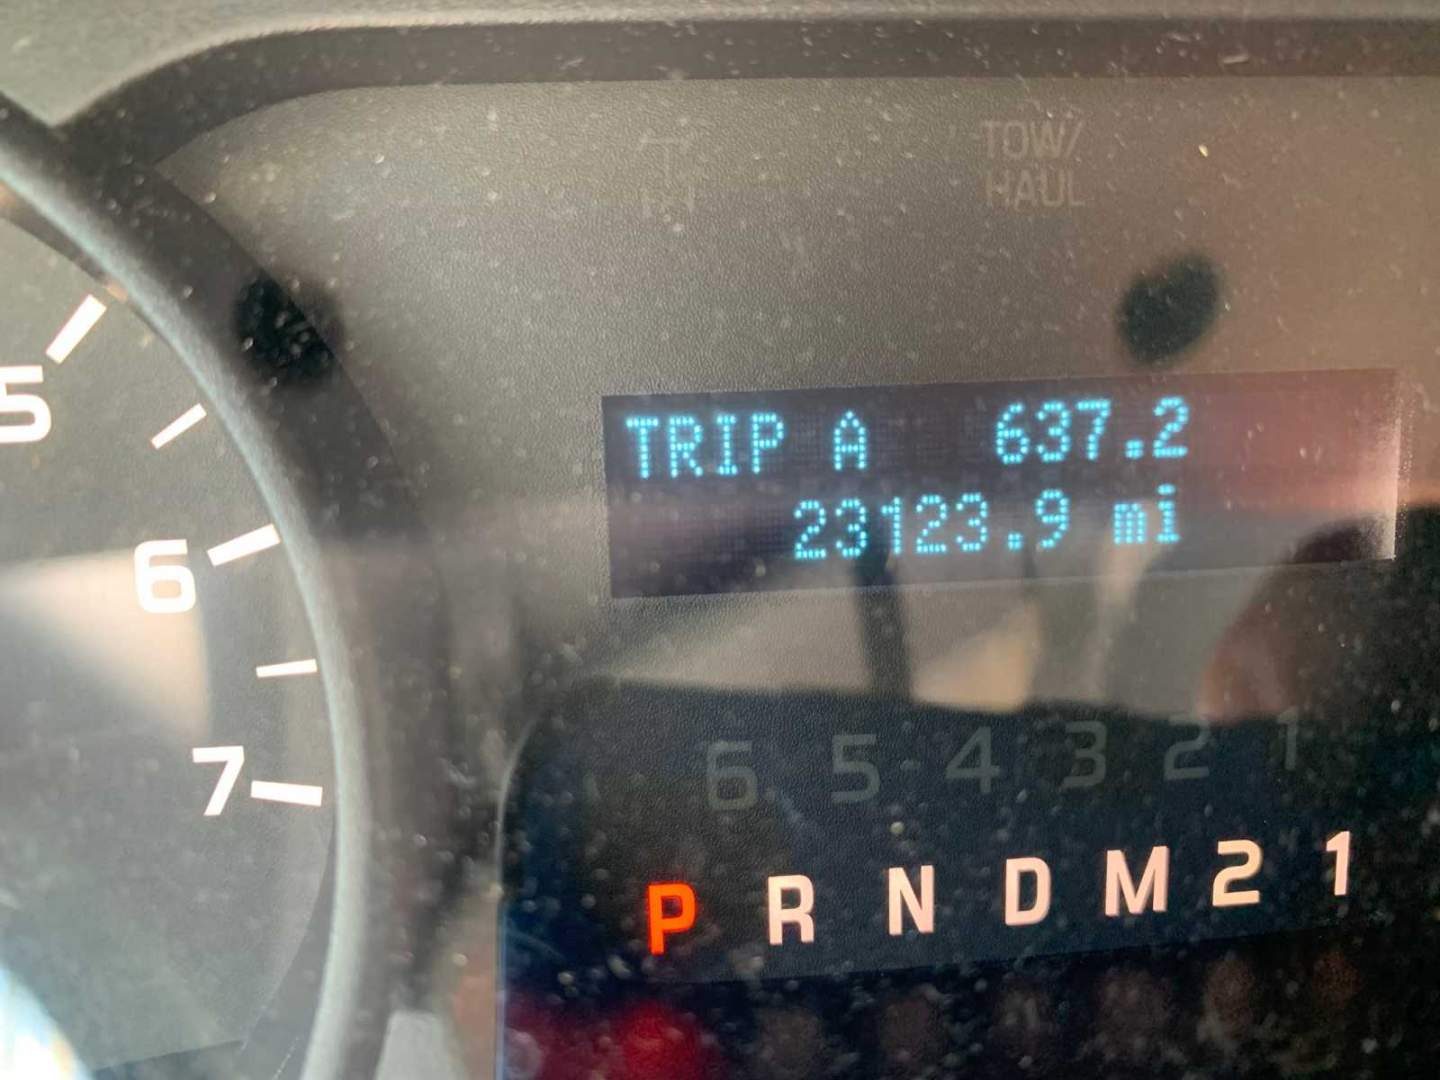 TOW/
HAUL
5
TRIP A 637.2
23123.9 mi
6
7
6 5 4 3 2 1
P R N D M 2 1